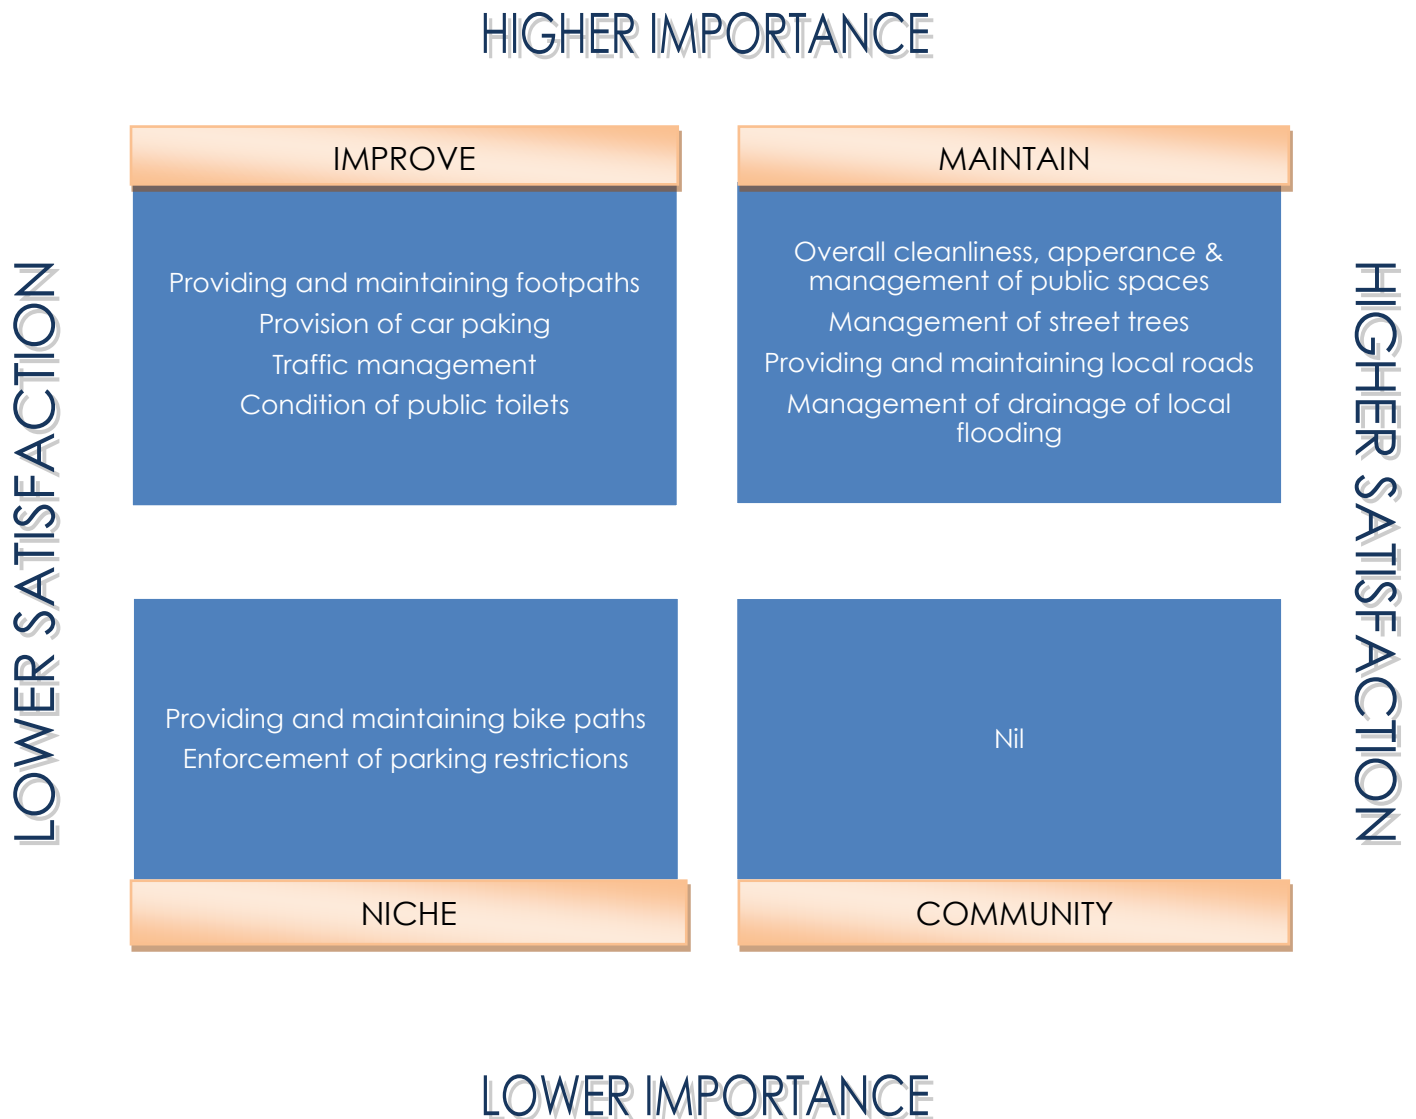 HIGHER IMPORTANCE
IMPROVE
Providing and maintaining footpaths
Provision of car paking
Traffic management
Condition of public toilets
MAINTAIN
Overall cleanliness, apperance &
management of public spaces
Management of street trees
Providing and maintaining local roads
Management of drainage of local
flooding
LOWER SATISFACTION
HIGHER SATISFACTION
Providing and maintaining bike paths
Enforcement of parking restrictions
NICHE
Nil
COMMUNITY
LOWER IMPORTANCE